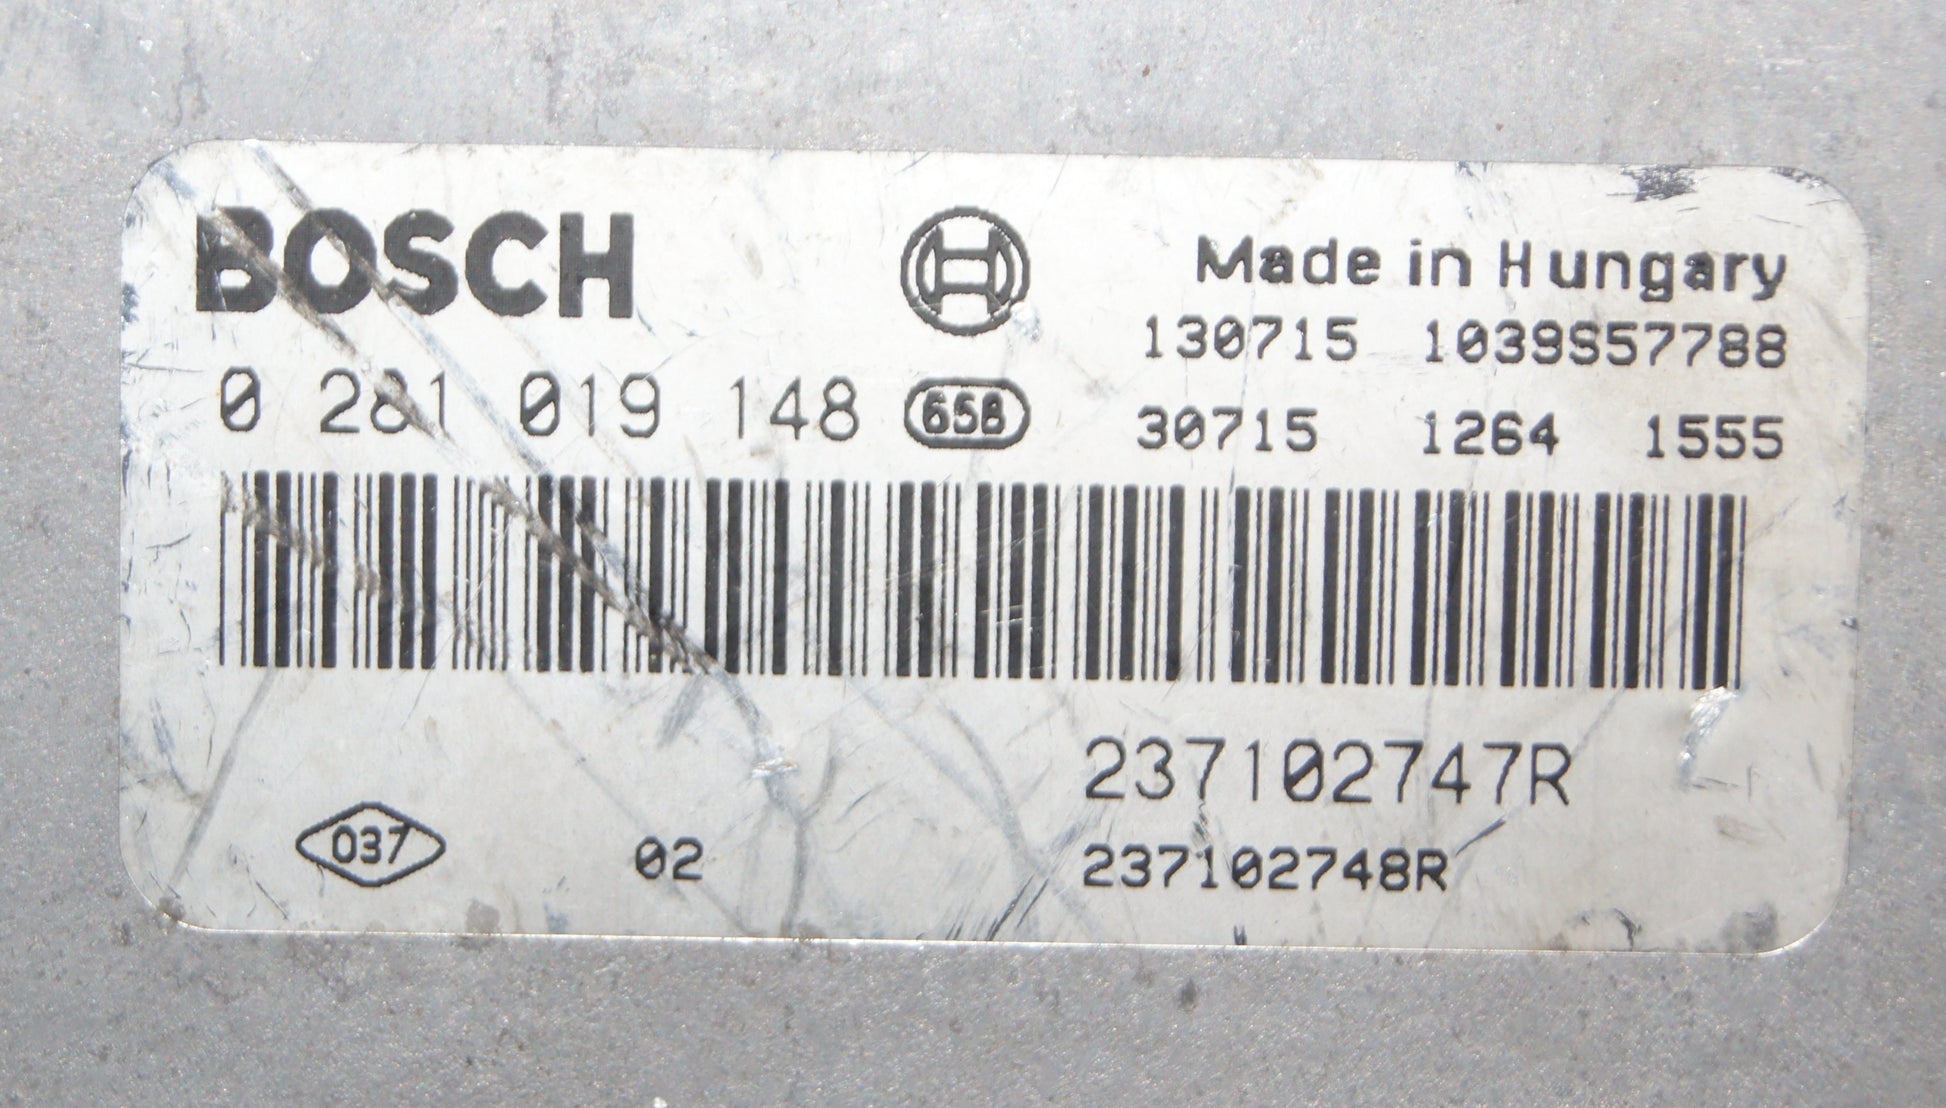 BOSCH
Made in Hungary
130715 1039S57788
0 281 019 148 658
30715 1264 1555
237102747R
037 02 237102748R